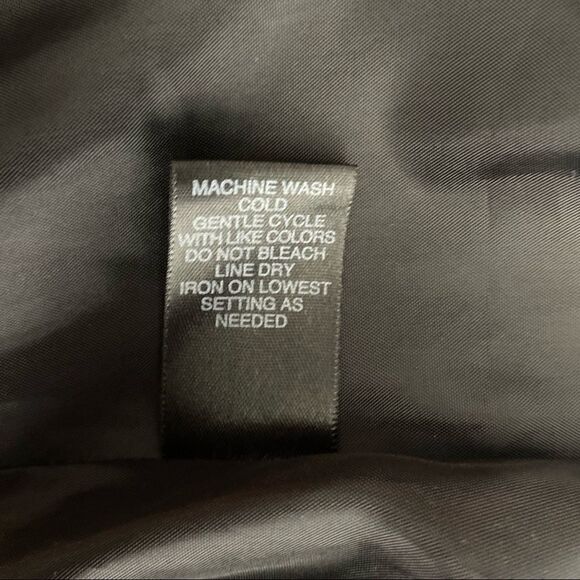 MACHINE WASH
COLD
GENTLE CYCLE
WITH LIKE COLORS
DO NOT BLEACH
LINE DRY
IRON ON LOWEST
SETTING AS
NEEDED